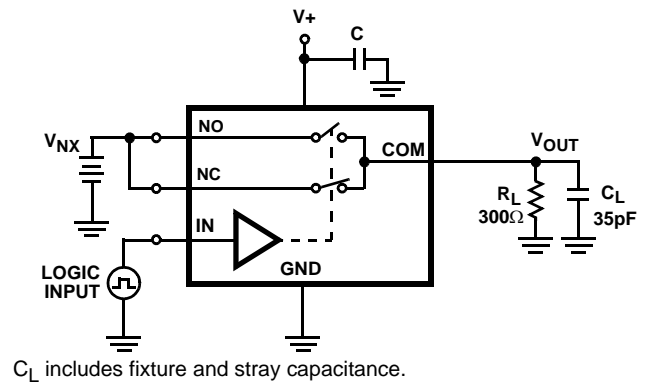 V+
C
NO
V_NX
COM
V_OUT
NC
R_L
300Ω
C_L
35pF
IN
LOGIC
INPUT
GND
C_L includes fixture and stray capacitance.